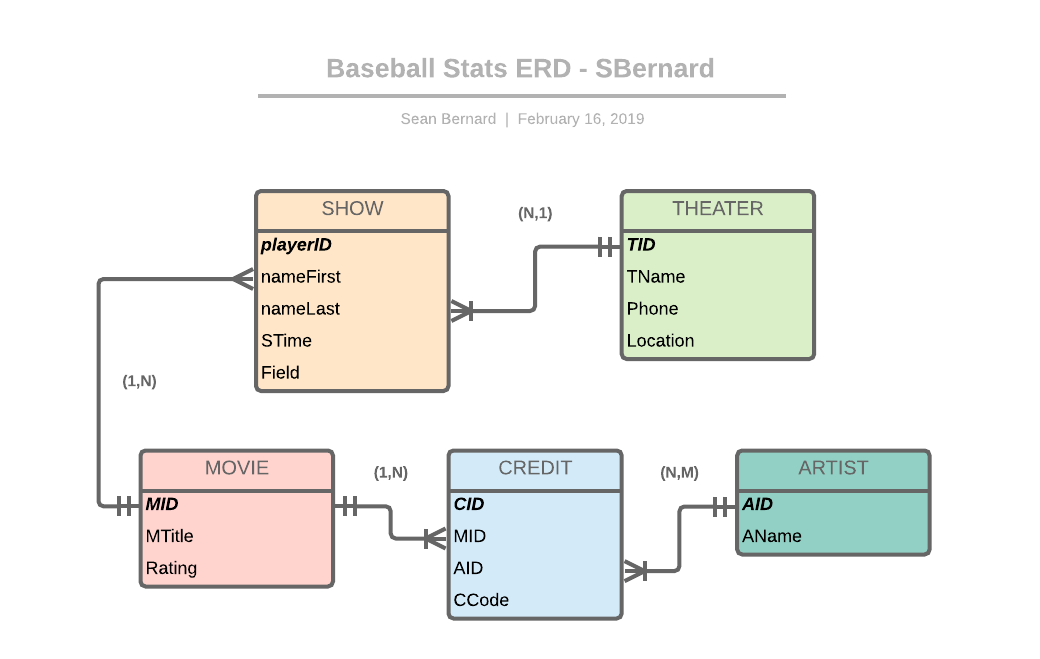 Baseball Stats ERD - SBernard
Sean Bernard | February 16, 2019
SHOW
playerID
nameFirst
nameLast
STime
Field
(N,1)
THEATER
TID
TName
Phone
Location
(1,N)
MOVIE
MID
MTitle
Rating
(1,N)
CREDIT
CID
MID
AID
CCode
(N,M)
ARTIST
AID
AName